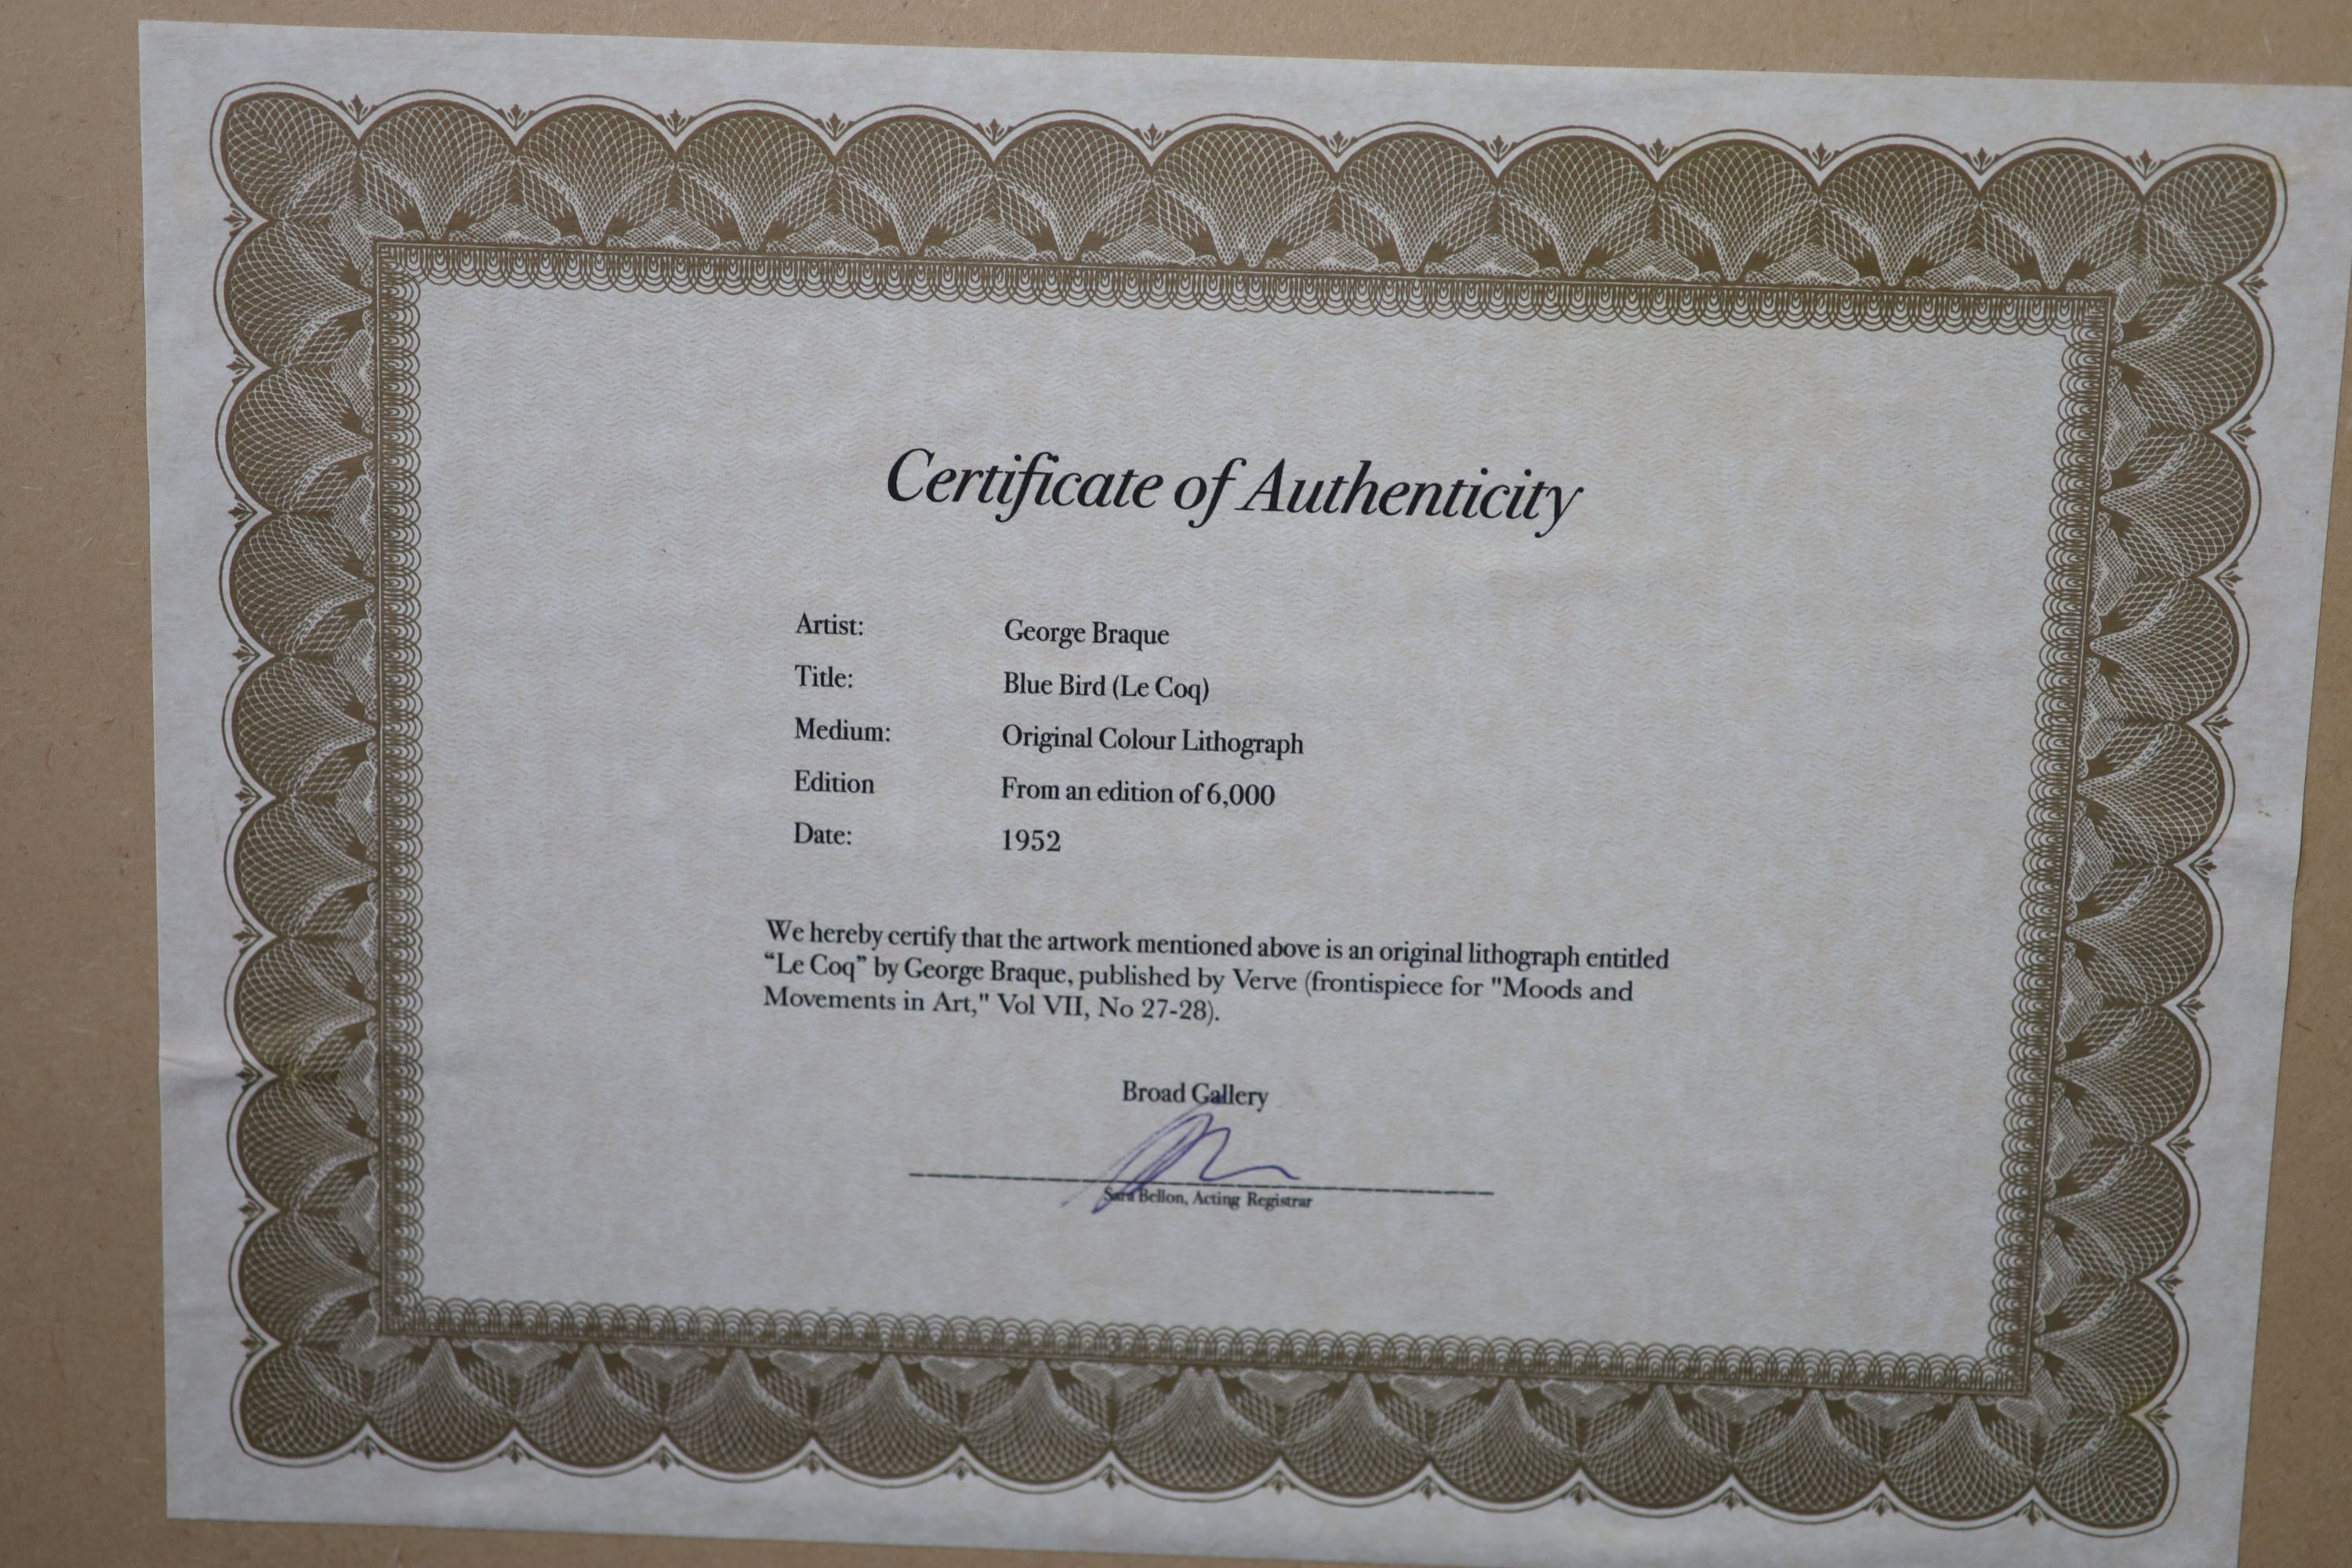 Certificate of Authenticity
Artist: George Braque
Title: Blue Bird (Le Coq)
Medium: Original Colour Lithograph
Edition From an edition of 6,000
Date: 1952
We hereby certify that the artwork mentioned above is an original lithograph entitled
“Le Coq” by George Braque, published by Verve (frontispiece for "Moods and
Movements in Art," Vol VII, No 27-28).
Broad Gallery
Sara Bellon, Acting Registrar